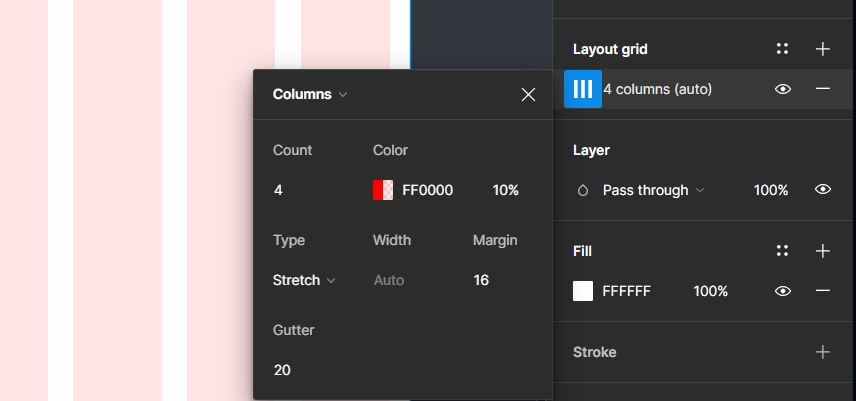 Layout grid
4 columns (auto)
Columns
Count Color
4 FF0000 10%
Type Width Margin
Stretch Auto 16
Gutter
20
Layer
Pass through 100%
Fill
FFFFFF 100%
Stroke